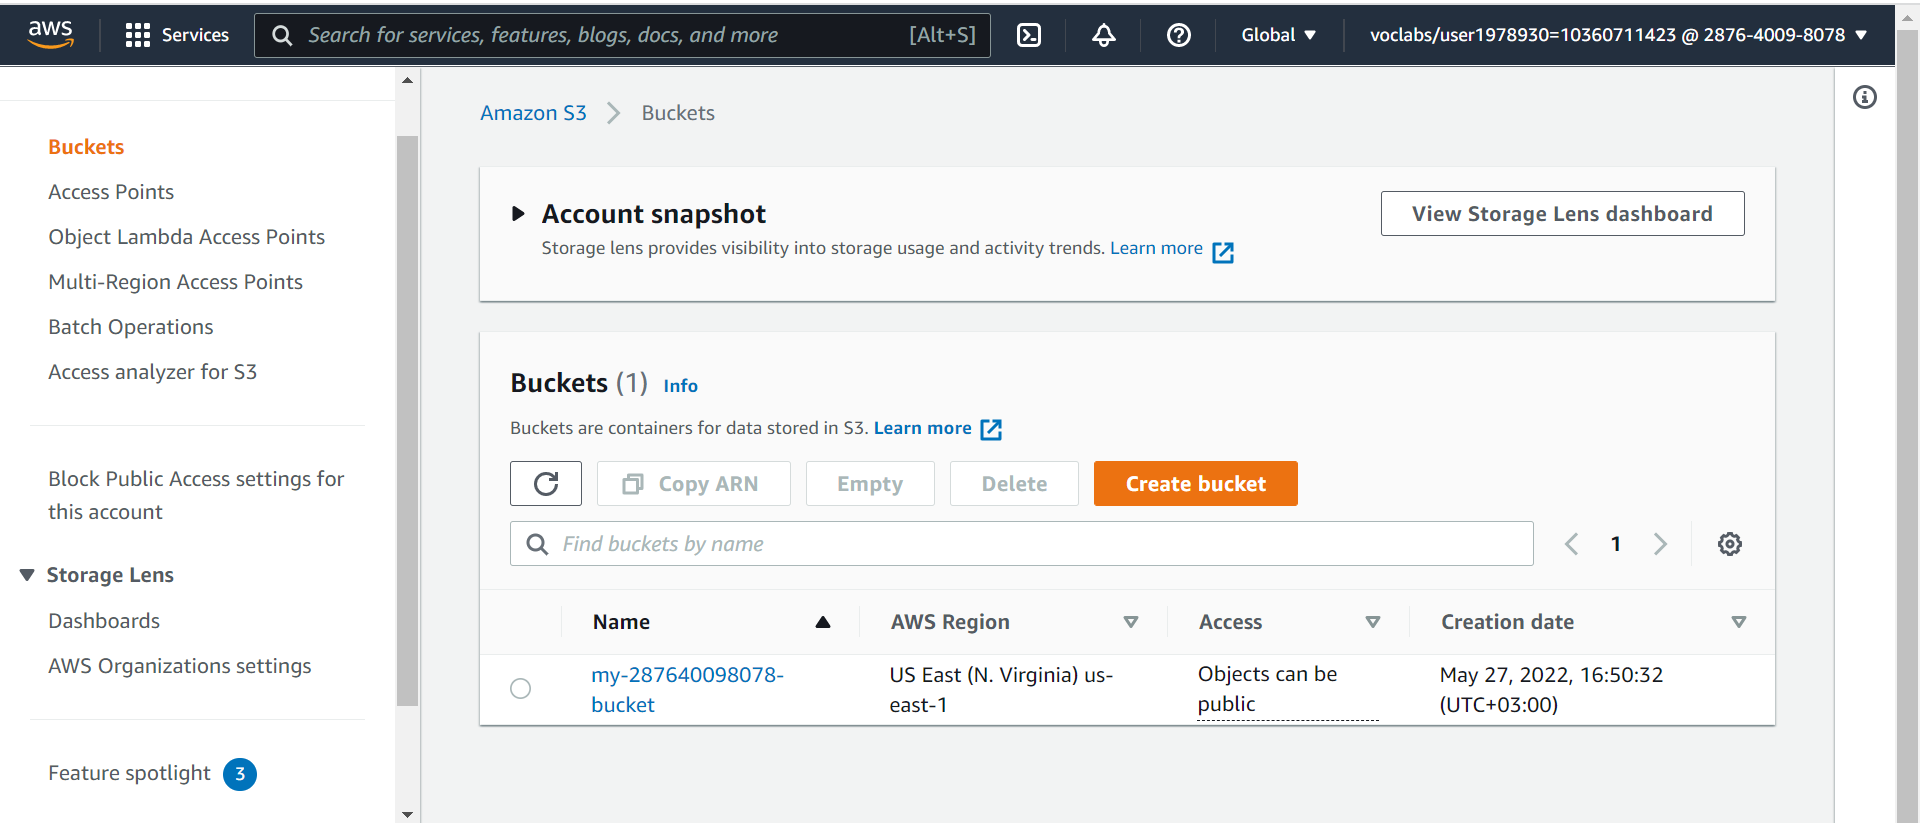 aws
Services
Search for services, features, blogs, docs, and more
[Alt+S]
Global
voclabs/user1978930=10360711423 @ 2876-4009-8078
Buckets
Access Points
Object Lambda Access Points
Multi-Region Access Points
Batch Operations
Access analyzer for S3
Block Public Access settings for
this account
Storage Lens
Dashboards
AWS Organizations settings
Feature spotlight 3
Amazon S3 > Buckets
Account snapshot
View Storage Lens dashboard
Storage lens provides visibility into storage usage and activity trends. Learn more
Buckets (1) Info
Buckets are containers for data stored in S3. Learn more
Copy ARN
Empty
Delete
Create bucket
Find buckets by name
1
Name
AWS Region
Access
Creation date
my-287640098078-
bucket
US East (N. Virginia) us-
east-1
Objects can be
public
May 27, 2022, 16:50:32
(UTC+03:00)